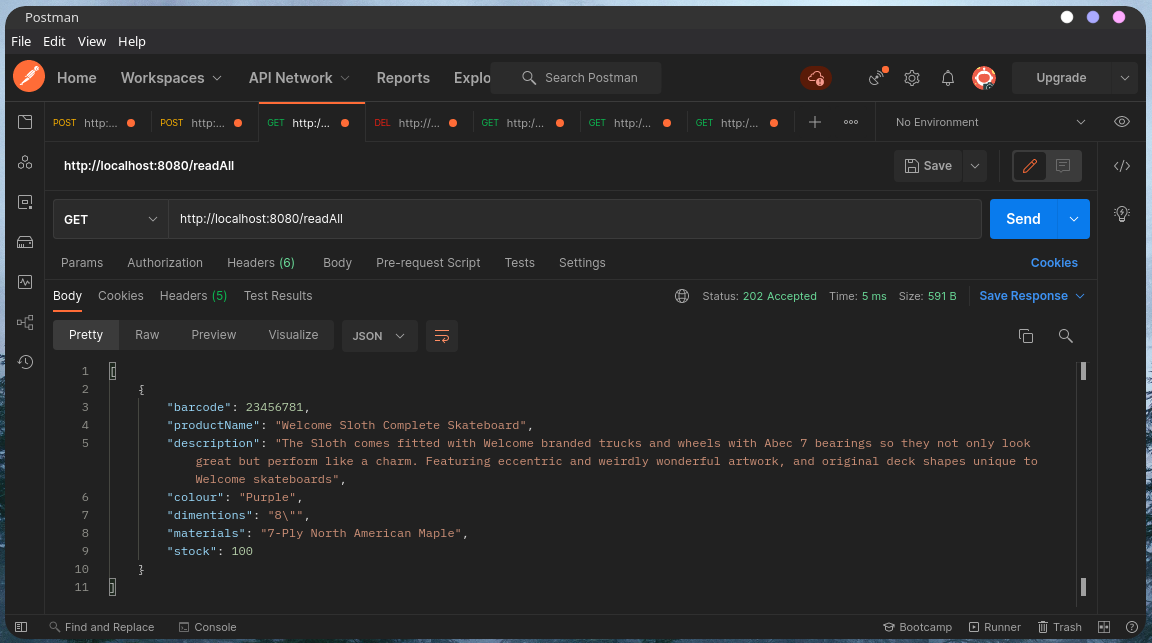 Postman
File Edit View Help
Home Workspaces API Network Reports Explo Search Postman Upgrade
POST http:... POST http:... GET http:/... DEL http://... GET http:/... GET http:/... GET http:/... No Environment
http://localhost:8080/readAll Save
GET http://localhost:8080/readAll Send
Params Authorization Headers (6) Body Pre-request Script Tests Settings Cookies
Body Cookies Headers (5) Test Results Status: 202 Accepted Time: 5 ms Size: 591 B Save Response
Pretty Raw Preview Visualize JSON
1 [
2 {
3 "barcode": 23456781,
4 "productName": "Welcome Sloth Complete Skateboard",
5 "description": "The Sloth comes fitted with Welcome branded trucks and wheels with Abec 7 bearings so they not only look
great but perform like a charm. Featuring eccentric and weirdly wonderful artwork, and original deck shapes unique to
Welcome skateboards",
6 "colour": "Purple",
7 "dimentions": "8\"",
8 "materials": "7-Ply North American Maple",
9 "stock": 100
10 }
11 ]
Find and Replace Console Bootcamp Runner Trash